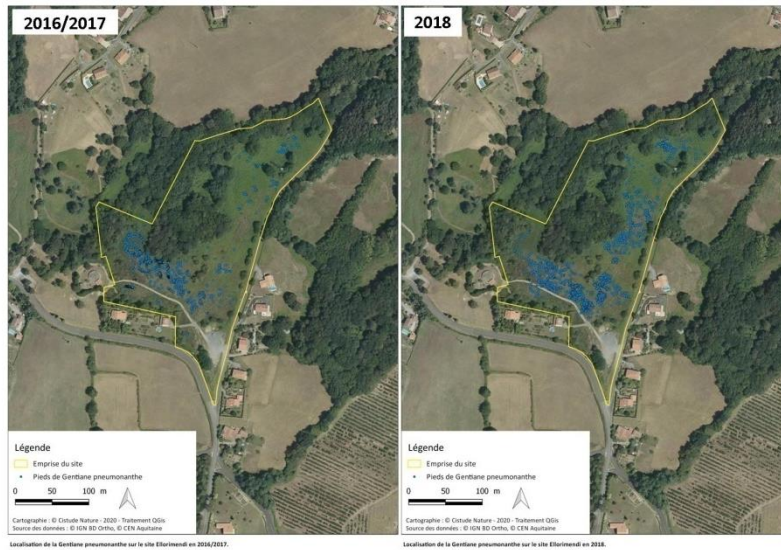 2016/2017
Légende
Emprise du site
Pieds de Gentiane pneumonanthe
0 50 100 m
Cartographie : © Cistude Nature - 2020 - Traitement QGis
Source des données : © IGN BD Ortho, © CEN Aquitaine
Localisation de la Gentiane pneumonanthe sur le site Ellorimendi en 2016/2017.
2018
Légende
Emprise du site
Pieds de Gentiane pneumonanthe
0 50 100 m
Cartographie : © Cistude Nature - 2020 - Traitement QGis
Source des données : © IGN BD Ortho, © CEN Aquitaine
Localisation de la Gentiane pneumonanthe sur le site Ellorimendi en 2018.